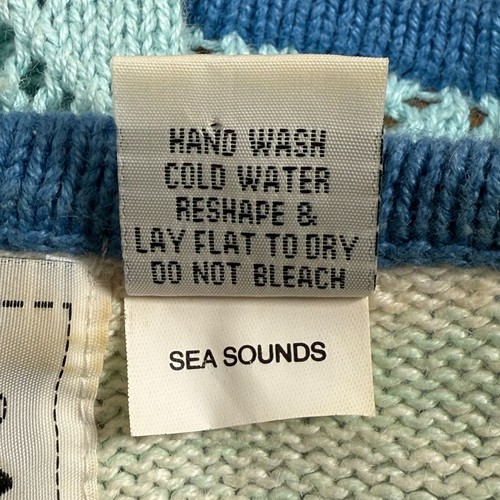 HAND WASH
COLD WATER
RESHAPE &
LAY FLAT TO DRY
DO NOT BLEACH
SEA SOUNDS